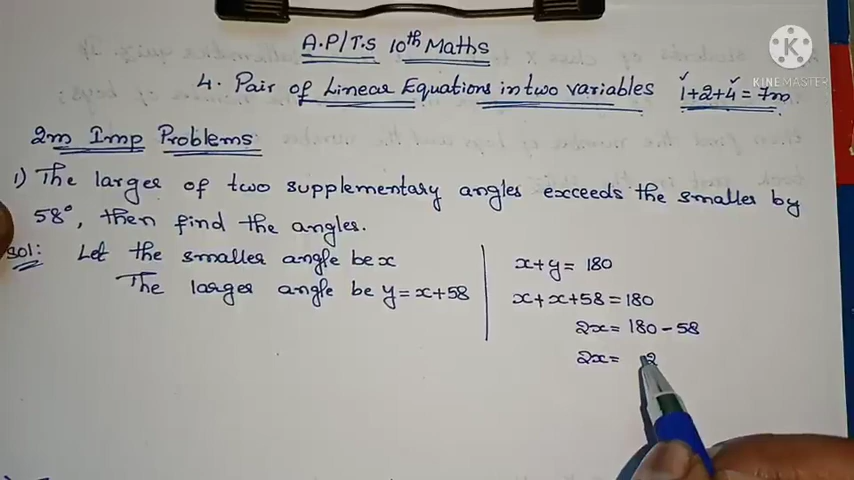 A.P/T.S 10th Maths
KINEMASTER
4. Pair of Linear Equations in two variables 1+2+4 = 7m
2m Imp Problems
1) The larger of two supplementary angles exceeds the smaller by
58°, then find the angles.
Sol: Let the smaller angle be x
The larger angle be y = x+58
x+y = 180
x+x+58 = 180
2x = 180 - 58
2x = 2